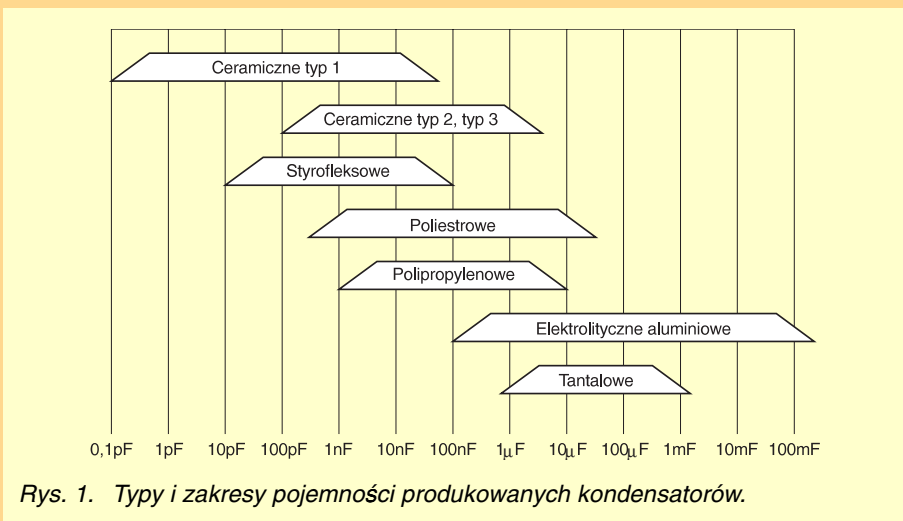 Ceramiczne typ 1
Ceramiczne typ 2, typ 3
Styrofleksowe
Poliestrowe
Polipropylenowe
Elektrolityczne aluminiowe
Tantalowe
0,1pF 1pF 10pF 100pF 1nF 10nF 100nF 1µF 10µF 100µF 1mF 10mF 100mF
Rys. 1. Typy i zakresy pojemności produkowanych kondensatorów.